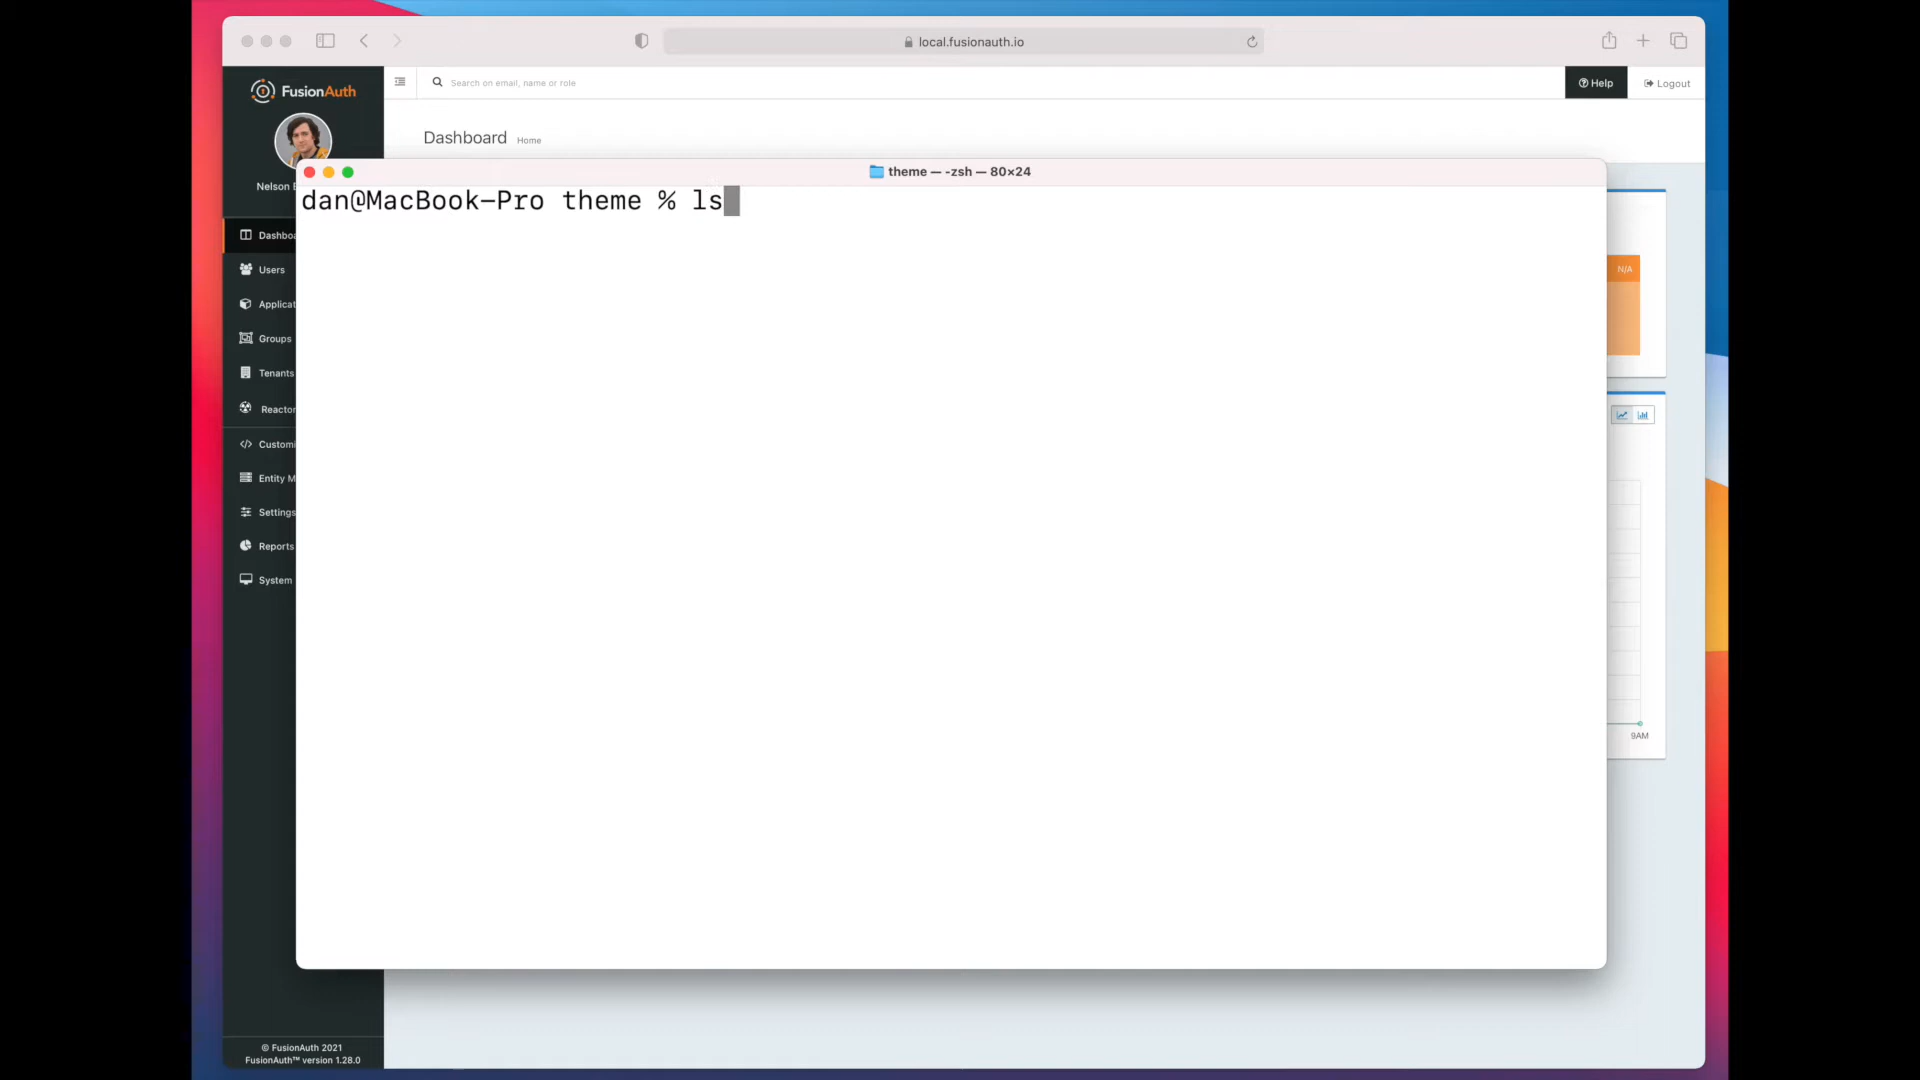 local.fusionauth.io
FusionAuth
Search on email, name or role
Help
Logout
Dashboard Home
Nelson
theme — -zsh — 80×24
dan@MacBook-Pro theme % ls
Dashboa
Users
Applicat
Groups
Tenants
Reactor
Customi
Entity M
Settings
Reports
System
N/A
9AM
© FusionAuth 2021
FusionAuth™ version 1.28.0